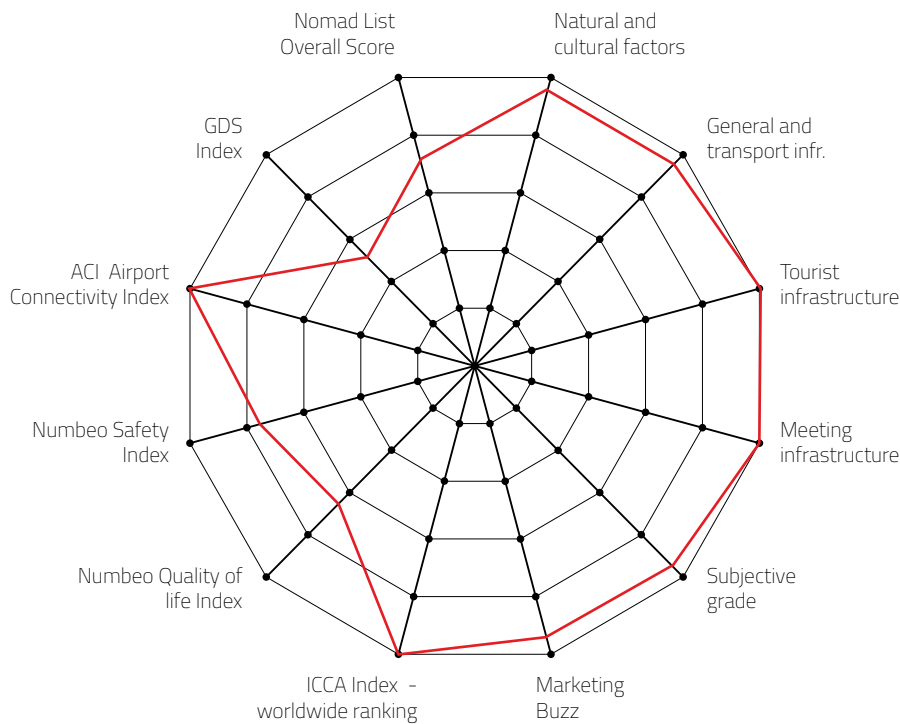 Nomad List
Overall Score
Natural and
cultural factors
GDS
Index
General and
transport infr.
ACI Airport
Connectivity Index
Tourist
infrastructure
Numbeo Safety
Index
Meeting
infrastructure
Numbeo Quality of
life Index
Subjective
grade
ICCA Index -
worldwide ranking
Marketing
Buzz